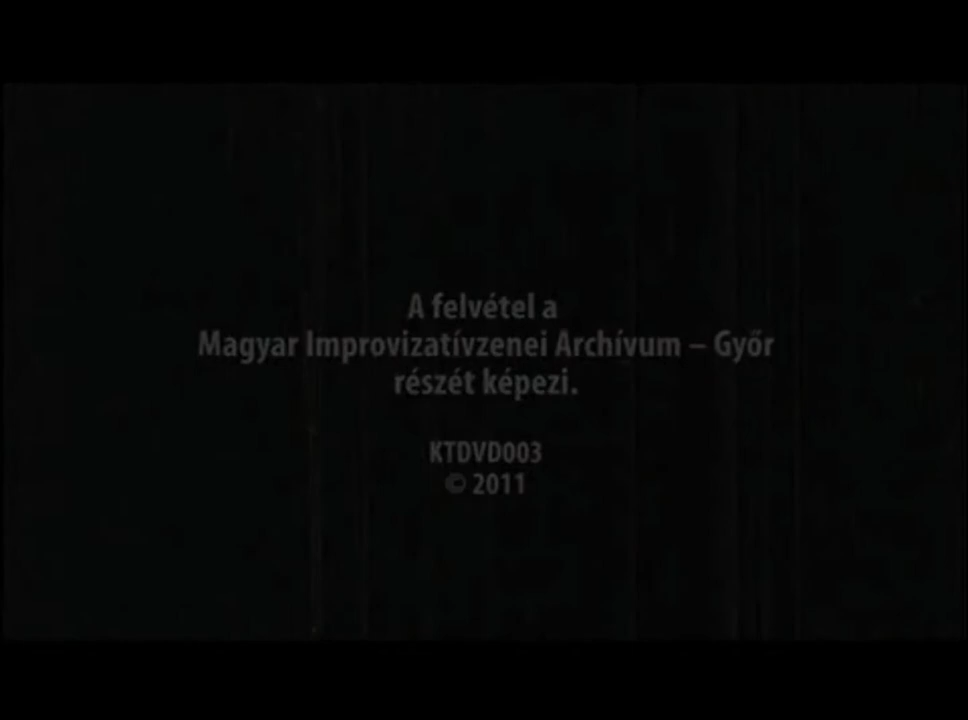 A felvétel a
Magyar Improvizatívzenei Archívum – Győr
részét képezi.
KTDVD003
© 2011